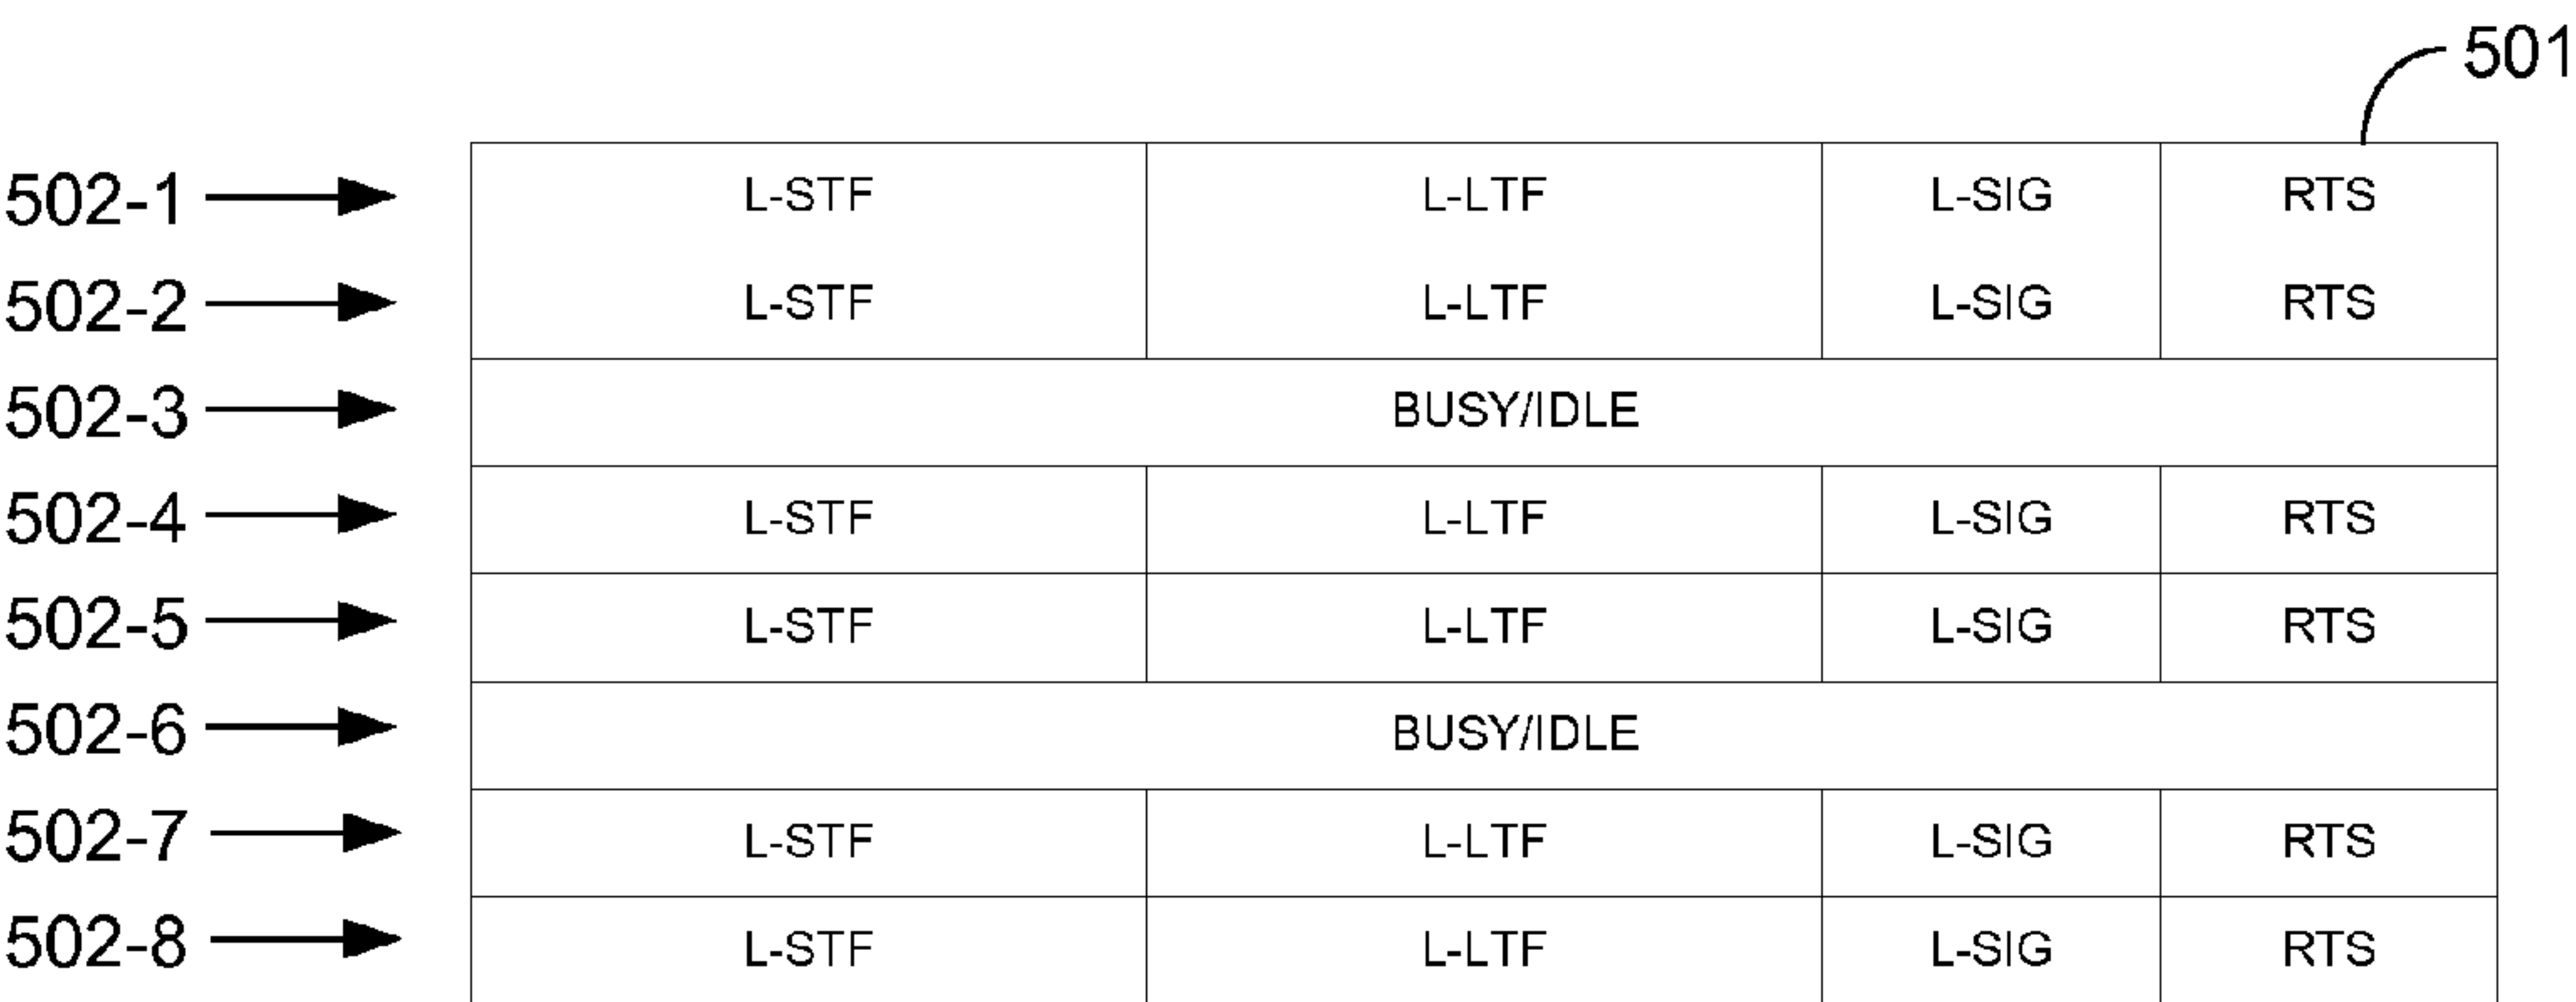 501
502-1 L-STF L-LTF L-SIG RTS
502-2 L-STF L-LTF L-SIG RTS
502-3 BUSY/IDLE
502-4 L-STF L-LTF L-SIG RTS
502-5 L-STF L-LTF L-SIG RTS
502-6 BUSY/IDLE
502-7 L-STF L-LTF L-SIG RTS
502-8 L-STF L-LTF L-SIG RTS